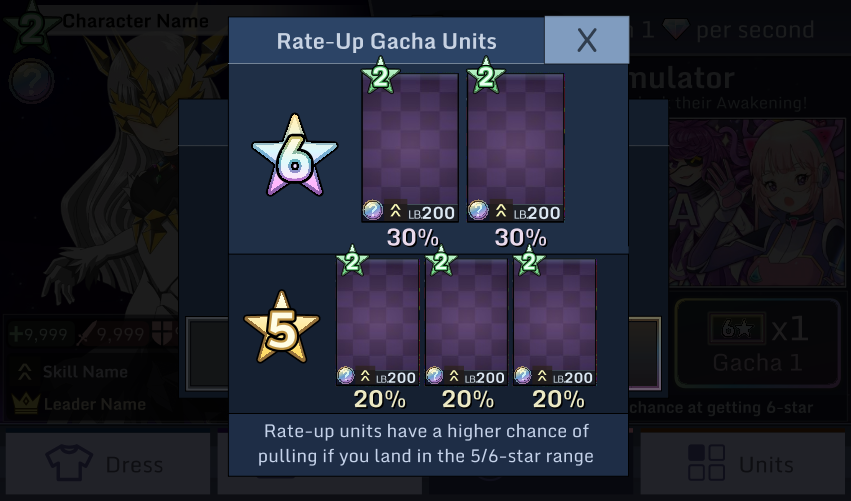 2 Character Name
Rate-Up Gacha Units X
1 per second
mulator
their Awakening!
2 2
6
? LB200 ? LB200
30% 30%
2 2 2
5
? LB200 ? LB200 ? LB200
20% 20% 20%
Rate-up units have a higher chance of
pulling if you land in the 5/6-star range
?
+9,999 9,999
Skill Name
Leader Name
A
6★ x1
Gacha 1
chance at getting 6-star
Dress
Units